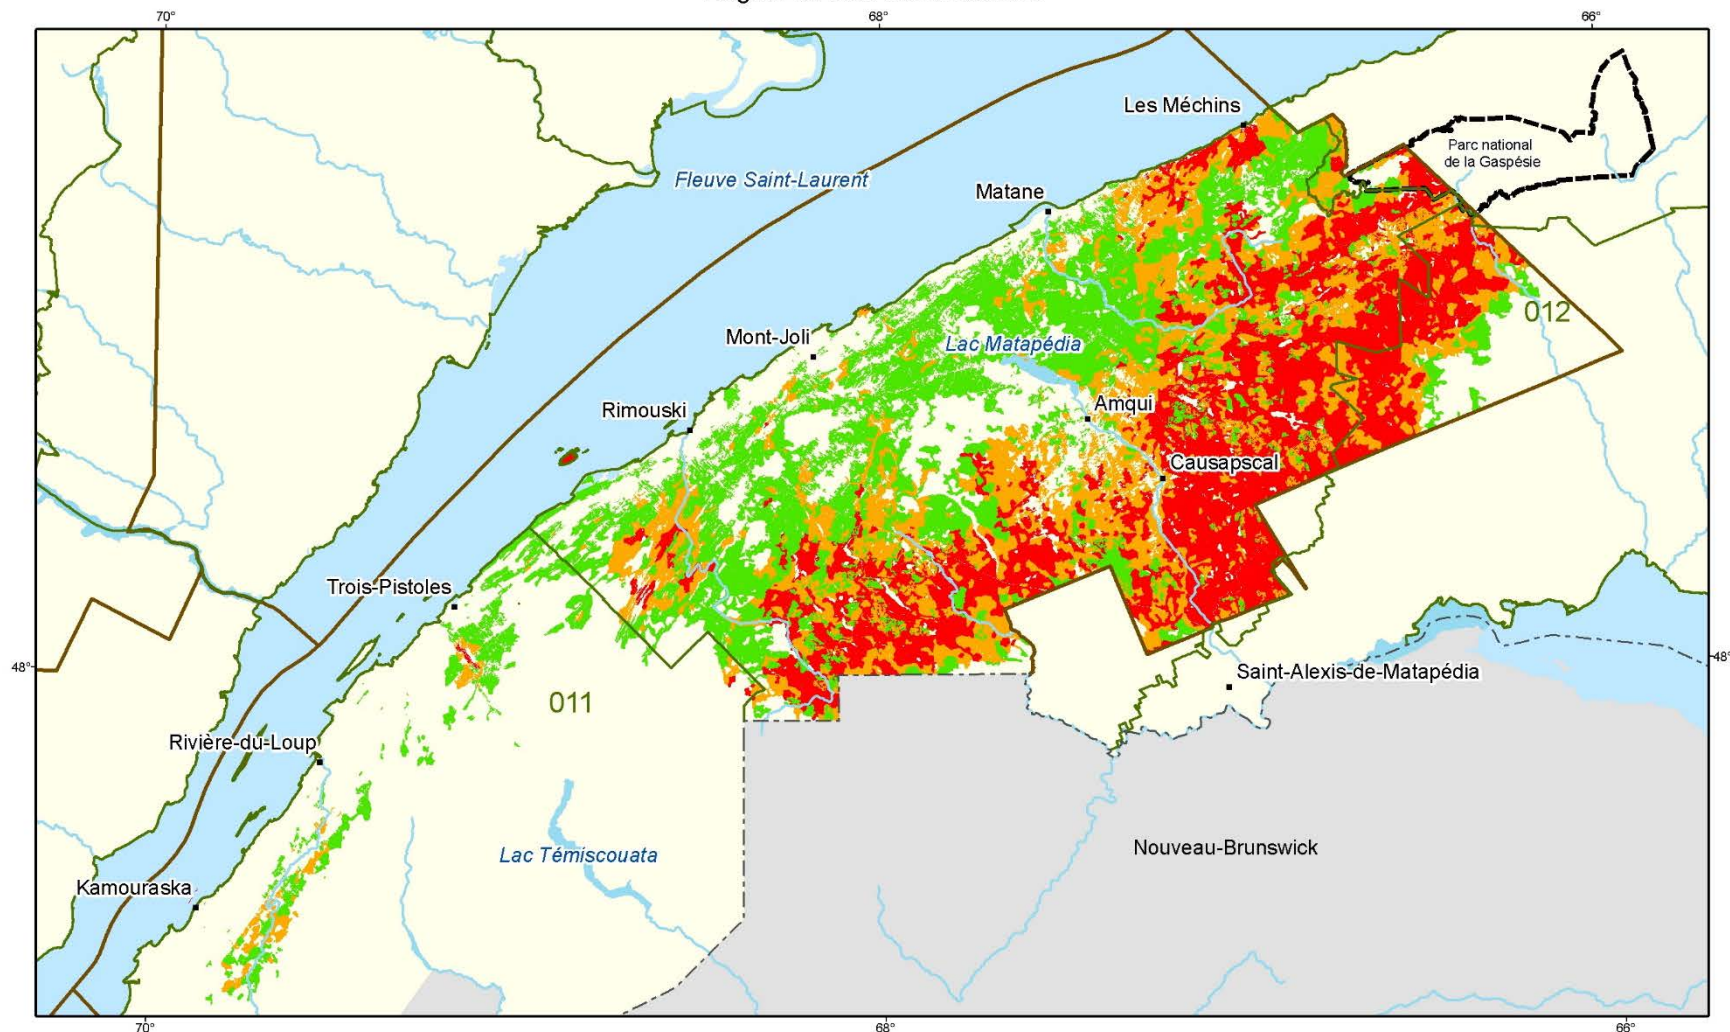 70°
68°
66°
Les Méchins
Parc national
de la Gaspésie
Fleuve Saint-Laurent
Matane
012
Mont-Joli
Lac Matapédia
Rimouski
Amqui
Causapscal
Trois-Pistoles
48°
48°
Saint-Alexis-de-Matapédia
011
Rivière-du-Loup
Nouveau-Brunswick
Lac Témiscouata
Kamouraska
70°
68°
66°